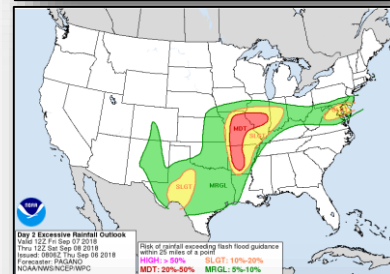 MDT
SLGT
SLGT
MRGL
NOAA
Day 2 Excessive Rainfall Outlook
Valid 12Z Fri Sep 07 2018
Thru 12Z Sat Sep 08 2018
Issued: 0806Z Thu Sep 06 2018
Forecaster: PAGANO
NOAA/NWS/NCEP/WPC
Risk of rainfall exceeding flash flood guidance
within 25 miles of a point
HIGH: ≥ 50% SLGT: 10%-20%
MDT: 20%-50% MRGL: 5%-10%